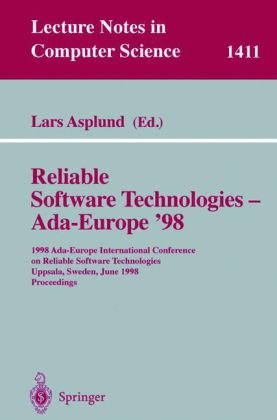 Lecture Notes in
Computer Science 1411
Lars Asplund (Ed.)
Reliable
Software Technologies –
Ada-Europe '98
1998 Ada-Europe International Conference
on Reliable Software Technologies
Uppsala, Sweden, June 1998
Proceedings
Springer